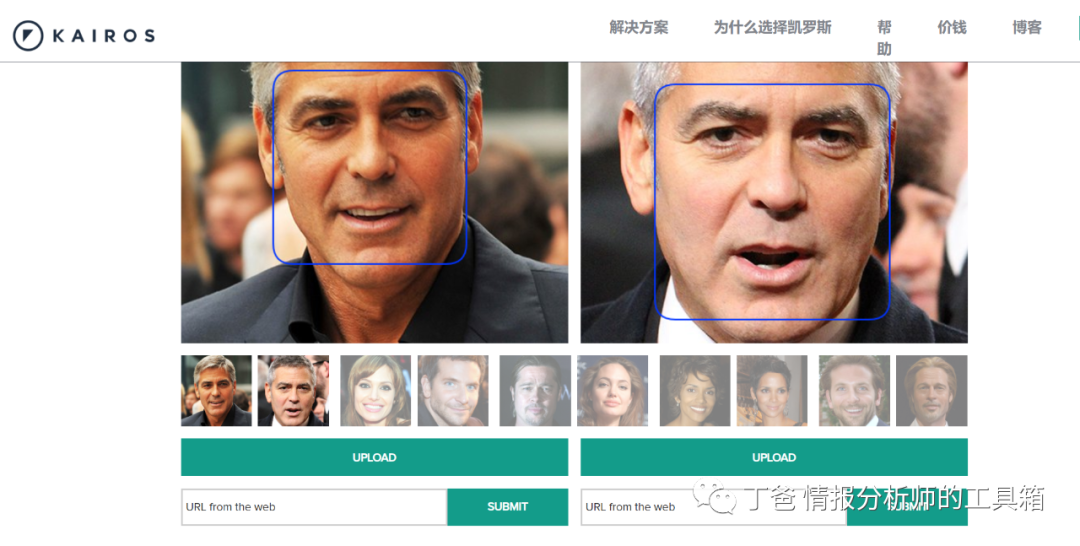 KAIROS
解决方案 为什么选择凯罗斯 帮助 价钱 博客
UPLOAD UPLOAD
URL from the web SUBMIT URL from the web SUBMIT
丁爸 情报分析师的工具箱